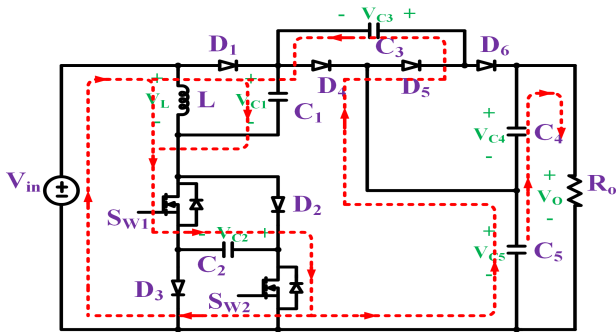 - V_C3 +
C_3
D_1
D_4
D_5
D_6
+ V_L -
L
+ V_C1 -
C_1
+ V_C4 -
C_4
V_in
S_W1
D_2
+ V_O -
R_o
- V_C2 +
C_2
+ V_C5 -
C_5
D_3
S_W2